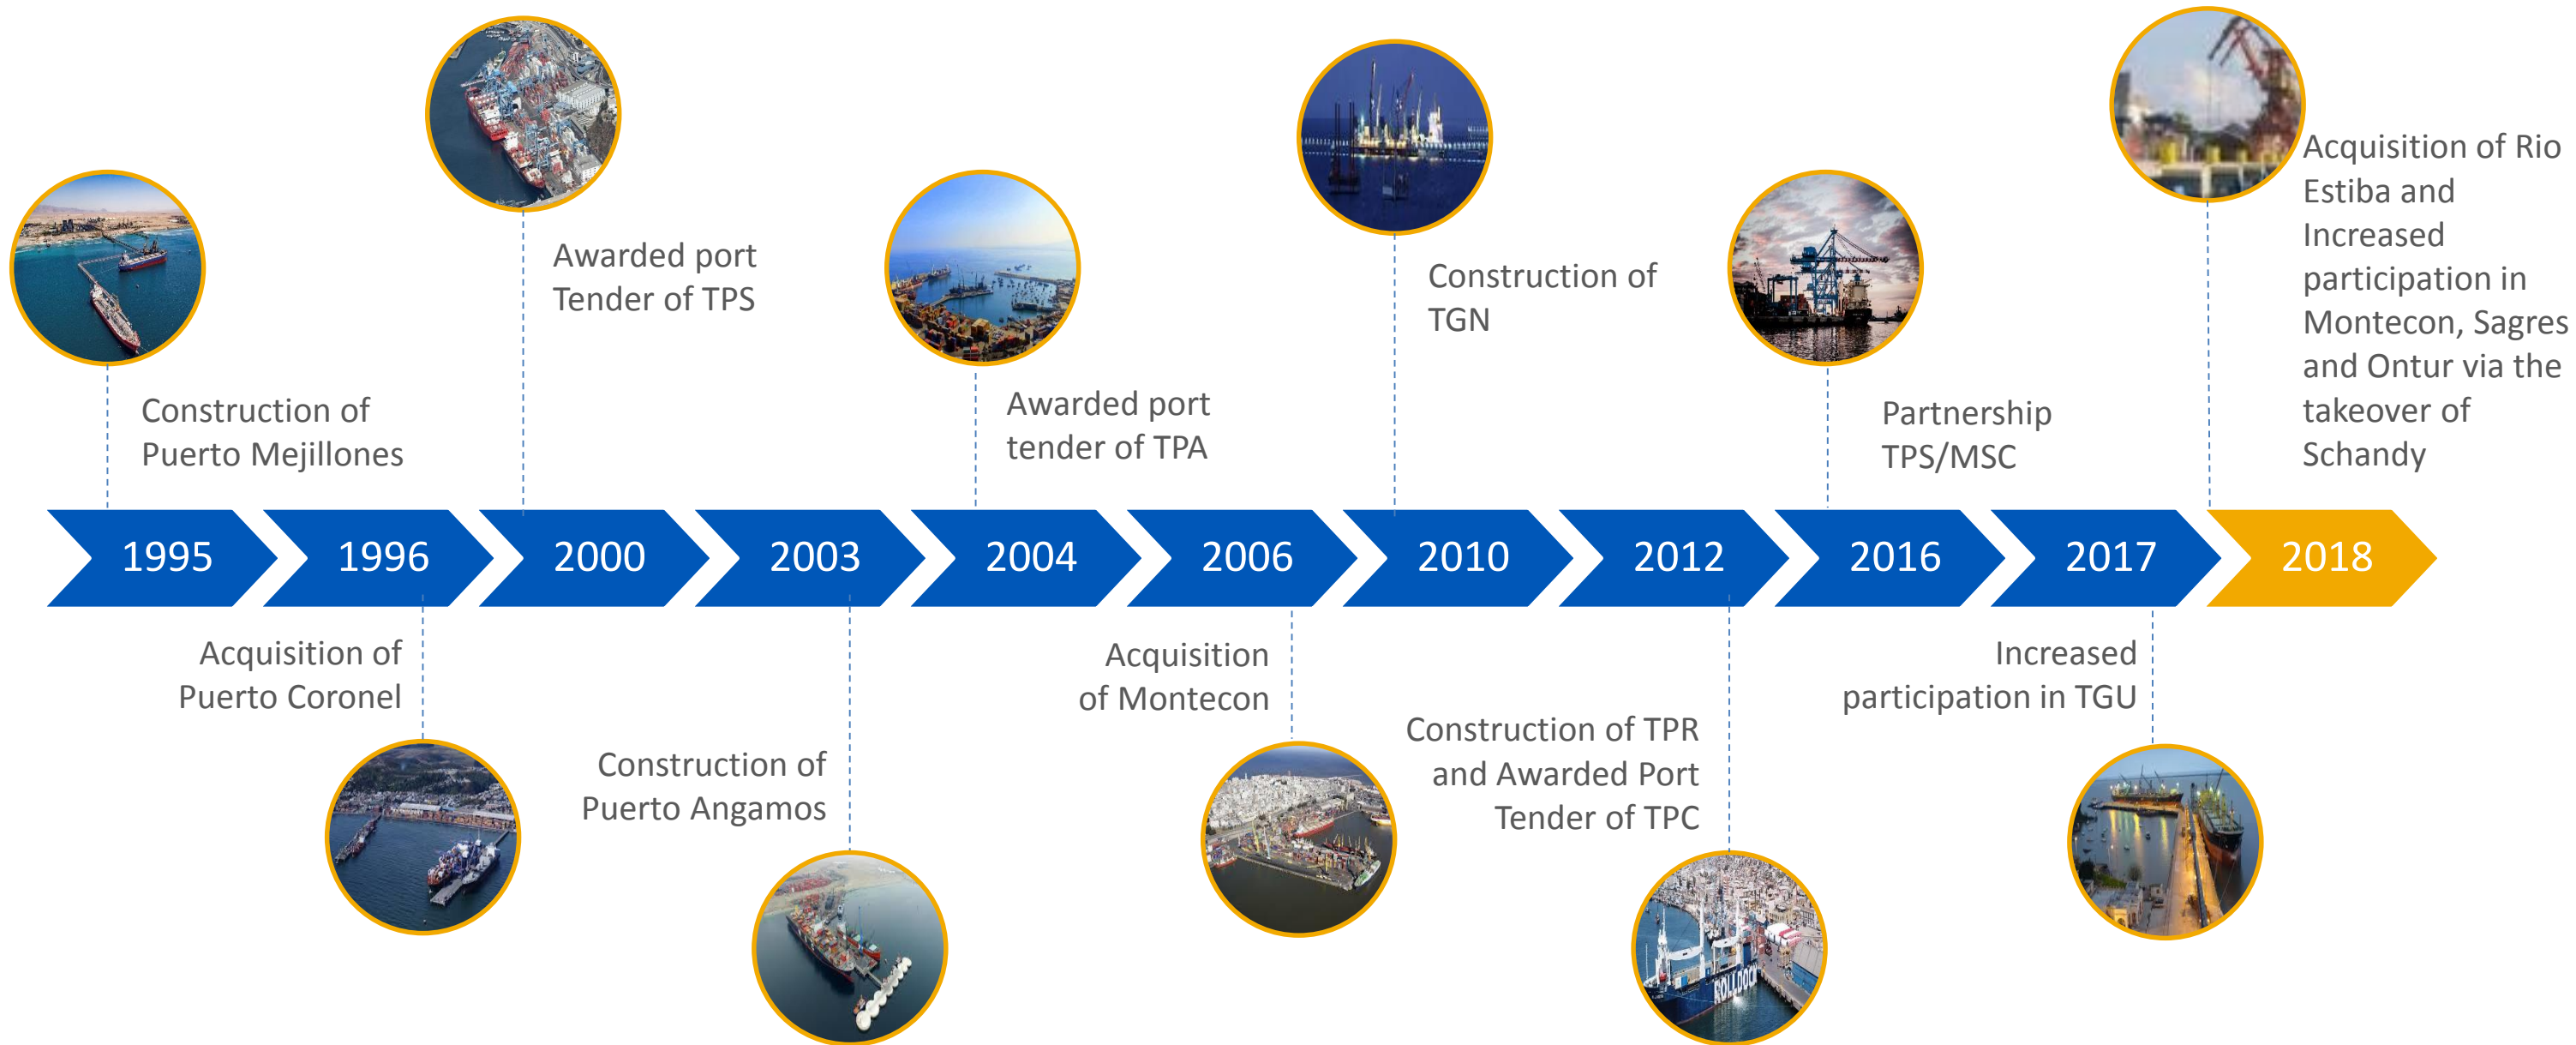 Acquisition of Rio
Estiba and
Increased
participation in
Montecon, Sagres
and Ontur via the
takeover of
Schandy
Awarded port
Tender of TPS
Construction of
TGN
Construction of
Puerto Mejillones
Awarded port
tender of TPA
Partnership
TPS/MSC
1995
1996
2000
2003
2004
2006
2010
2012
2016
2017
2018
Acquisition of
Puerto Coronel
Construction of
Puerto Angamos
Acquisition
of Montecon
Construction of TPR
and Awarded Port
Tender of TPC
Increased
participation in TGU
ROLLDOCK